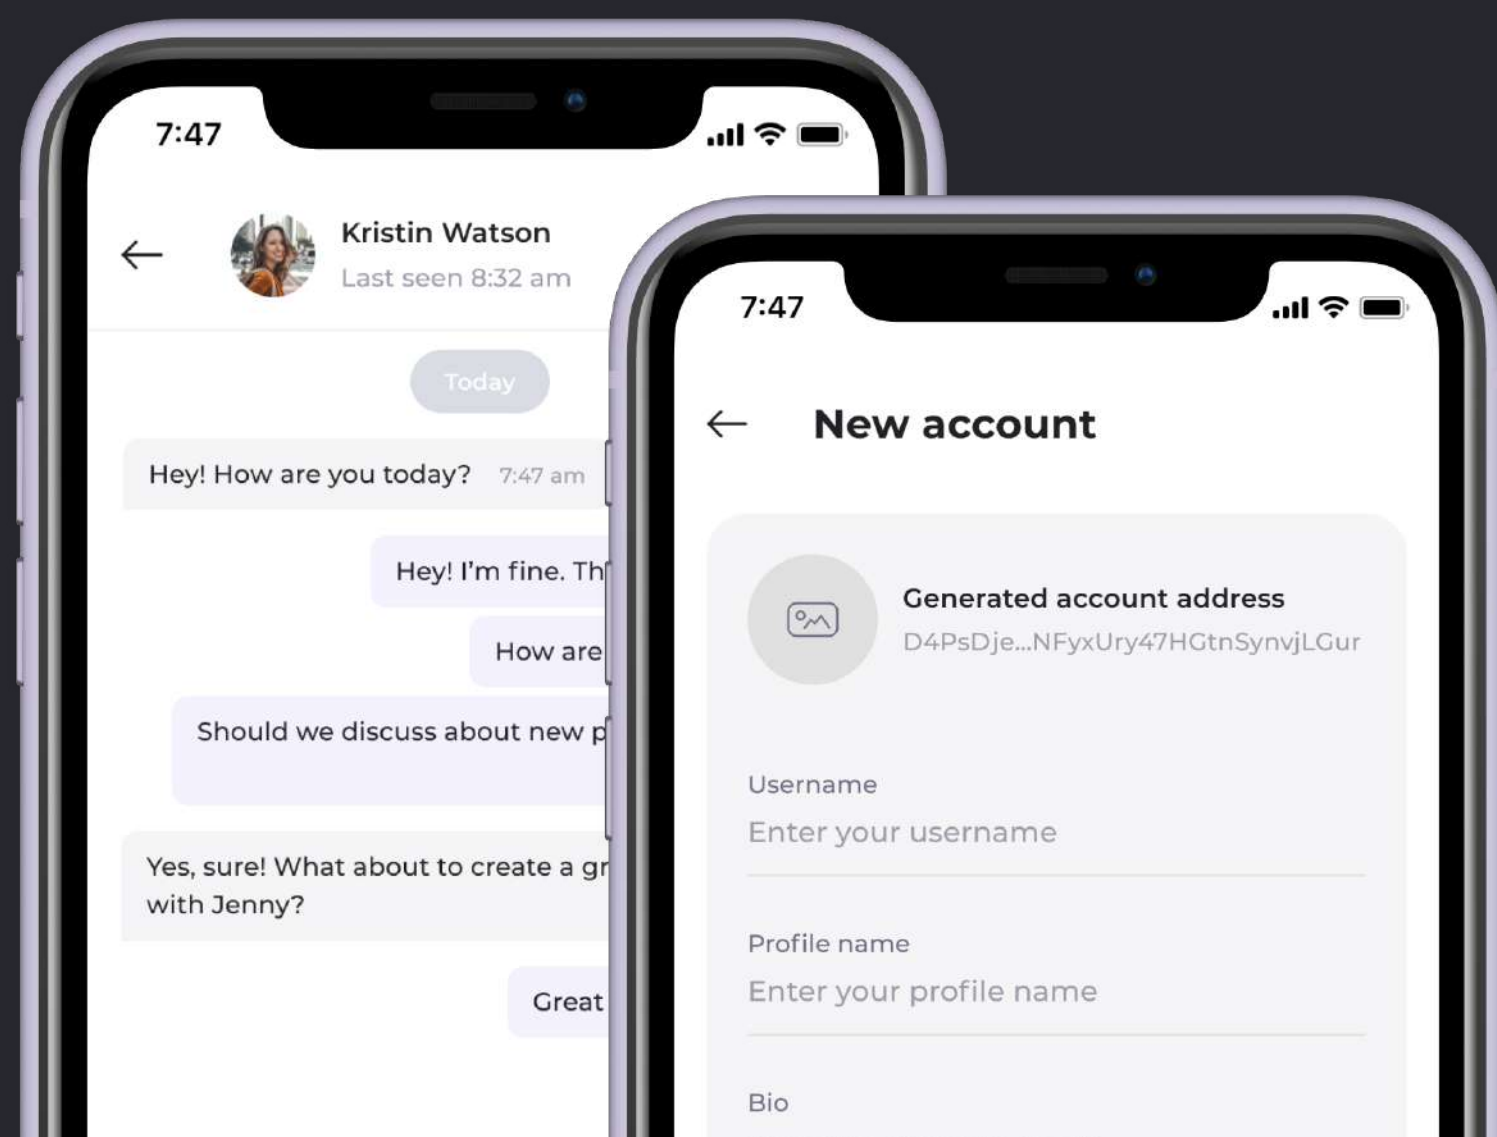 7:47
Kristin Watson
Last seen 8:32 am
Today
Hey! How are you today? 7:47 am
Hey! I’m fine.
How are
Should we discuss about new
Yes, sure! What about to create a
with Jenny?
Great
7:47
New account
Generated account address
D4PsDje...NFyxUry47HGtnSynvjLGur
Username
Enter your username
Profile name
Enter your profile name
Bio